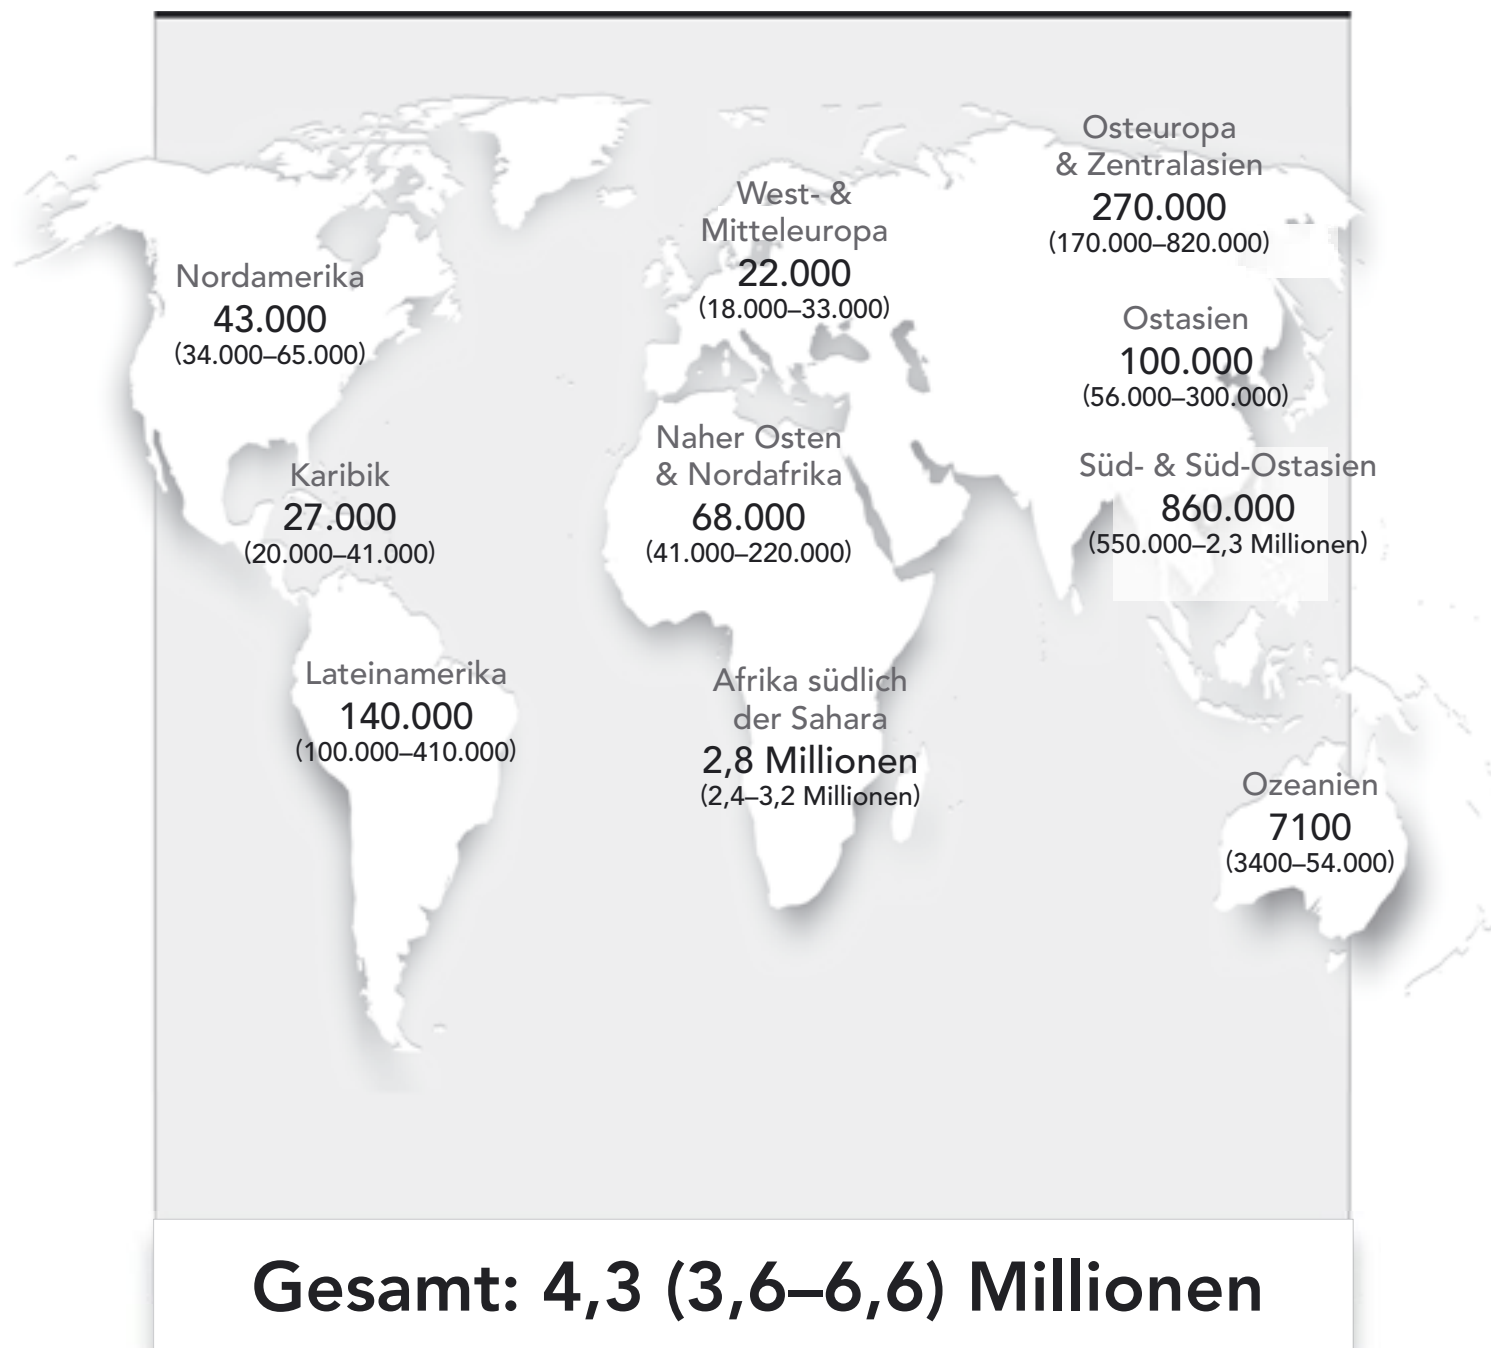 Osteuropa
& Zentralasien
270.000
(170.000–820.000)
West- &
Mitteleuropa
22.000
(18.000–33.000)
Nordamerika
43.000
(34.000–65.000)
Ostasien
100.000
(56.000–300.000)
Naher Osten
& Nordafrika
68.000
(41.000–220.000)
Süd- & Süd-Ostasien
860.000
(550.000–2,3 Millionen)
Karibik
27.000
(20.000–41.000)
Lateinamerika
140.000
(100.000–410.000)
Afrika südlich
der Sahara
2,8 Millionen
(2,4–3,2 Millionen)
Ozeanien
7100
(3400–54.000)
Gesamt: 4,3 (3,6–6,6) Millionen